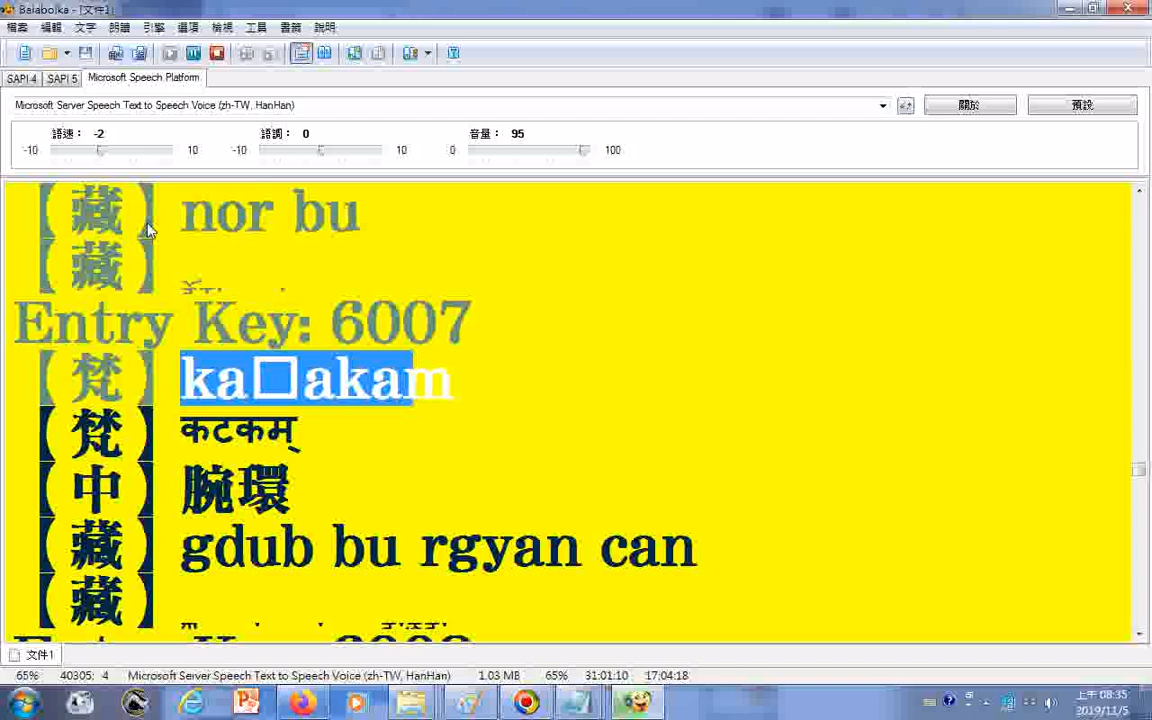 Balabolka - [文件1]
檔案 編輯 文字 朗讀 引擎 選項 檢視 工具 書籤 說明
SAPI 4 SAPI 5 Microsoft Speech Platform
Microsoft Server Speech Text to Speech Voice (zh-TW, HanHan) 關於 預設
語速： -2 語調： 0 音量： 95
-10 10 -10 10 0 100
【 藏 】 nor bu
【 藏 】
Entry Key: 6007
【 梵 】 ka□akam
【 梵 】 कटकम्
【 中 】 腕環
【 藏 】 gdub bu rgyan can
【 藏 】
文件1
65% 40305: 4 Microsoft Server Speech Text to Speech Voice (zh-TW, HanHan) 1.03 MB 65% 31:01:10 17:04:18
上午 08:35
2019/11/5